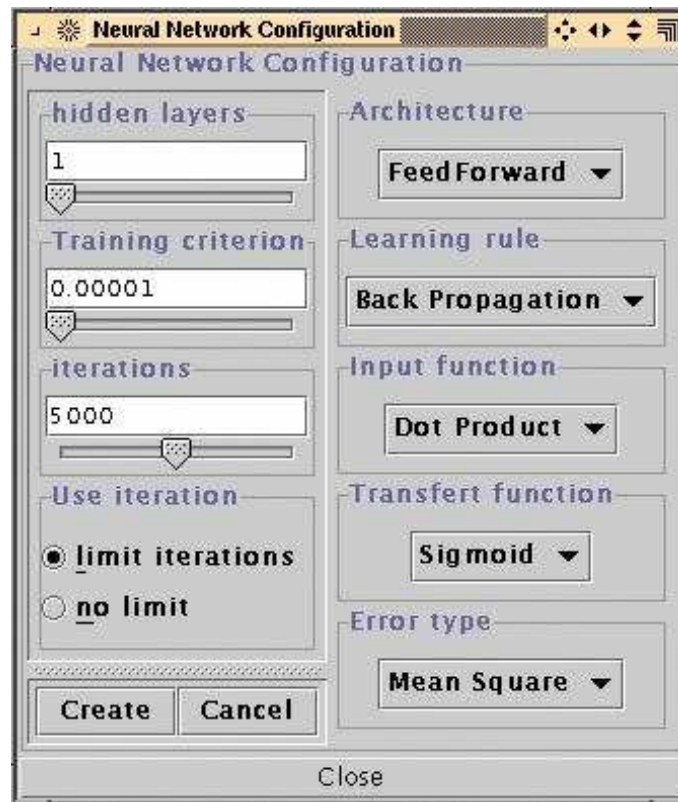 Neural Network Configuration
Neural Network Configuration
hidden layers
1
Training criterion
0.00001
iterations
5000
Use iteration
limit iterations
no limit
Create
Cancel
Architecture
FeedForward
Learning rule
Back Propagation
Input function
Dot Product
Transfert function
Sigmoid
Error type
Mean Square
Close